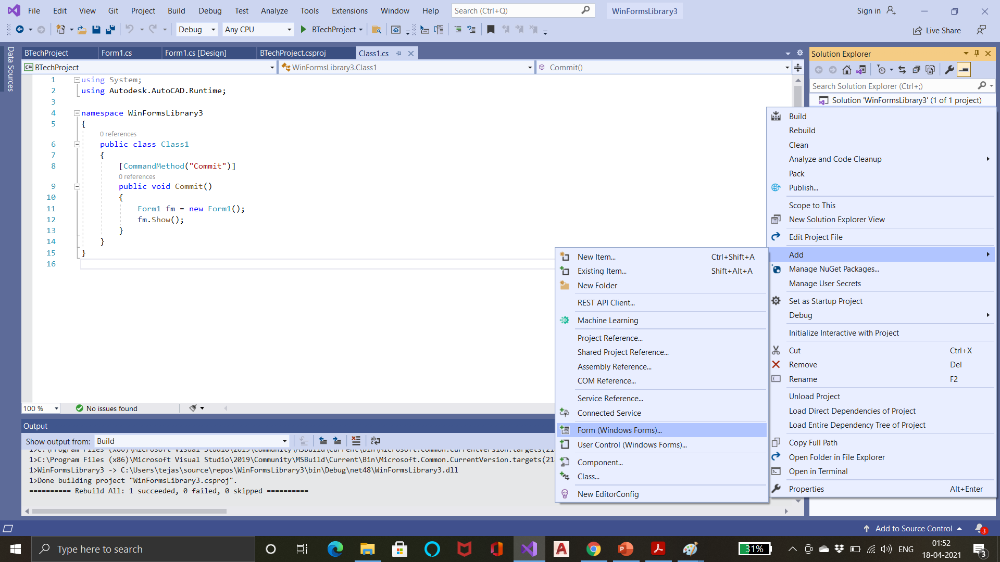 File Edit View Git Project Build Debug Test Analyze Tools Extensions Window Help Search (Ctrl+Q) WinFormsLibrary3 Sign in
Debug Any CPU BTechProject Live Share
Data Sources
BTechProject Form1.cs Form1.cs [Design] BTechProject.csproj Class1.cs
C# BTechProject WinFormsLibrary3.Class1 Commit()
1 using System;
2 using Autodesk.AutoCAD.Runtime;
3
4 namespace WinFormsLibrary3
5 {
0 references
6 public class Class1
7 {
8 [CommandMethod("Commit")]
0 references
9 public void Commit()
10 {
11 Form1 fm = new Form1();
12 fm.Show();
13 }
14 }
15 }
16
100 % No issues found
Output
Show output from: Build
1>C:\Program Files (x86)\Microsoft Visual Studio\2019\Community\MSBuild\Current\Bin\Microsoft.Common.CurrentVersion.targets(21
1>C:\Program Files (x86)\Microsoft Visual Studio\2019\Community\MSBuild\Current\Bin\Microsoft.Common.CurrentVersion.targets(21
1>WinFormsLibrary3 -> C:\Users\tejas\source\repos\WinFormsLibrary3\bin\Debug\net48\WinFormsLibrary3.dll
1>Done building project "WinFormsLibrary3.csproj".
========== Rebuild All: 1 succeeded, 0 failed, 0 skipped ==========
New Item... Ctrl+Shift+A
Existing Item... Shift+Alt+A
New Folder
REST API Client...
Machine Learning
Project Reference...
Shared Project Reference...
Assembly Reference...
COM Reference...
Service Reference...
Connected Service
Form (Windows Forms)...
User Control (Windows Forms)...
Component...
Class...
New EditorConfig
Solution Explorer
Search Solution Explorer (Ctrl+;)
Solution 'WinFormsLibrary3' (1 of 1 project)
Build
Rebuild
Clean
Analyze and Code Cleanup
Pack
Publish...
Scope to This
New Solution Explorer View
Edit Project File
Add
Manage NuGet Packages...
Manage User Secrets
Set as Startup Project
Debug
Initialize Interactive with Project
Cut Ctrl+X
Remove Del
Rename F2
Unload Project
Load Direct Dependencies of Project
Load Entire Dependency Tree of Project
Copy Full Path
Open Folder in File Explorer
Open in Terminal
Properties Alt+Enter
Add to Source Control 3
Type here to search 31% ENG 01:52
18-04-2021 3